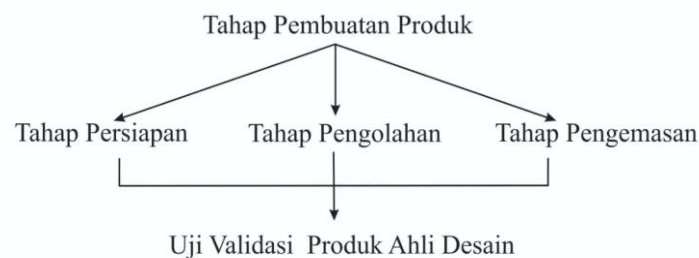 Tahap Pembuatan Produk
Tahap Persiapan Tahap Pengolahan Tahap Pengemasan
Uji Validasi Produk Ahli Desain